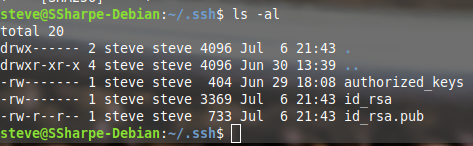 steve@SSharpe-Debian:~/.ssh$ ls -al
total 20
drwx------ 2 steve steve 4096 Jul  6 21:43 .
drwxr-xr-x 4 steve steve 4096 Jun 30 13:39 ..
-rw------- 1 steve steve  404 Jun 29 18:08 authorized_keys
-rw------- 1 steve steve 3369 Jul  6 21:43 id_rsa
-rw-r--r-- 1 steve steve  733 Jul  6 21:43 id_rsa.pub
steve@SSharpe-Debian:~/.ssh$